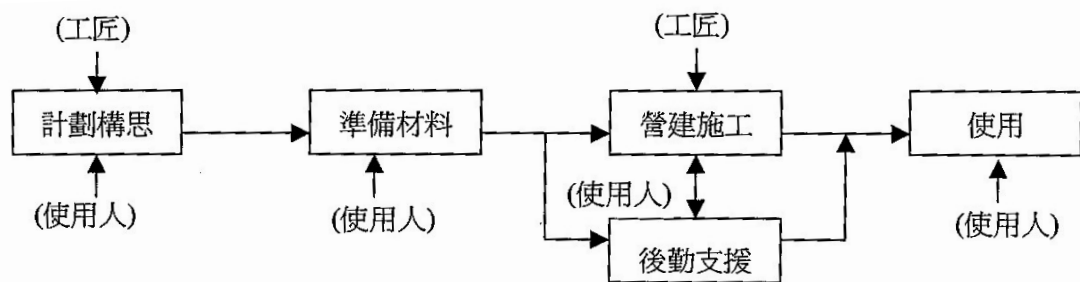 (工匠) (工匠)
計劃構思 準備材料 營建施工 使用
(使用人) (使用人) (使用人) (使用人)
後勤支援